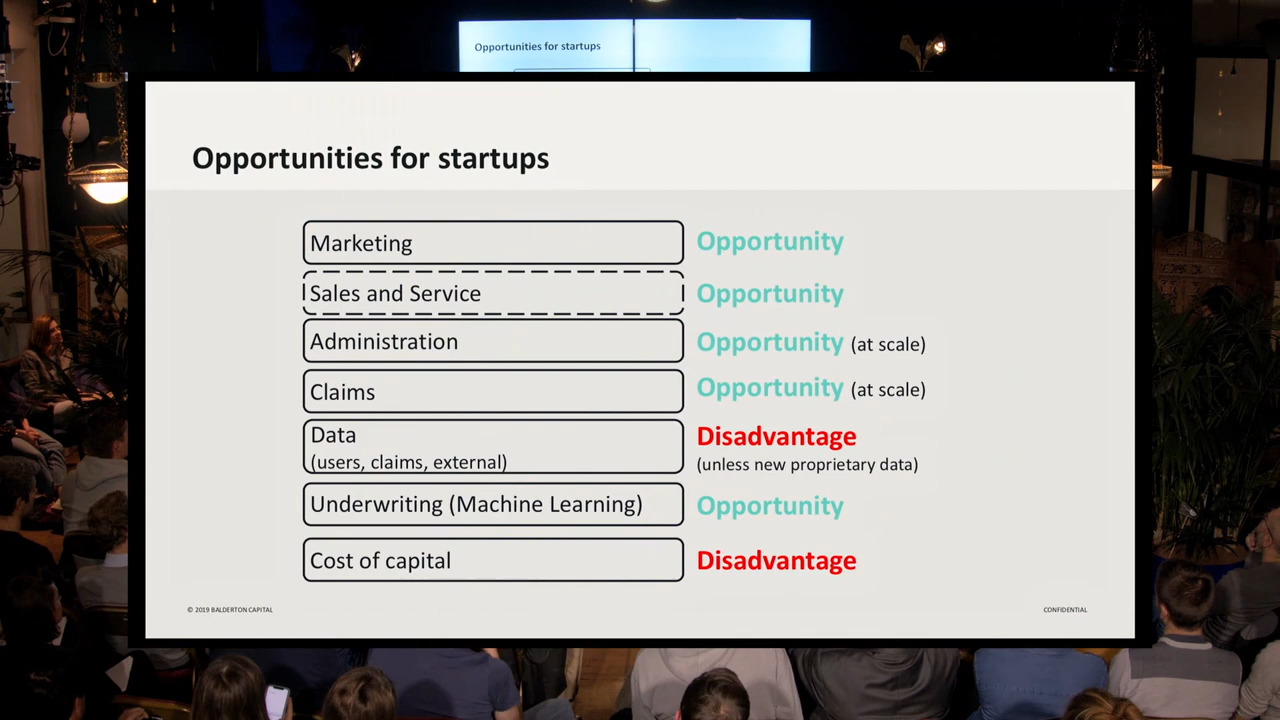 Opportunities for startups
Opportunities for startups
Marketing Opportunity
Sales and Service Opportunity
Administration Opportunity (at scale)
Claims Opportunity (at scale)
Data Disadvantage
(users, claims, external) (unless new proprietary data)
Underwriting (Machine Learning) Opportunity
Cost of capital Disadvantage
© 2019 BALDERTON CAPITAL CONFIDENTIAL